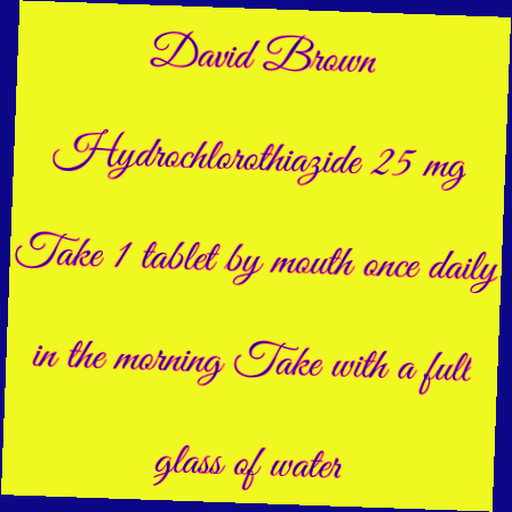 David Brown
Hydrochlorothiazide 25 mg
Take 1 tablet by mouth once daily
in the morning Take with a full
glass of water